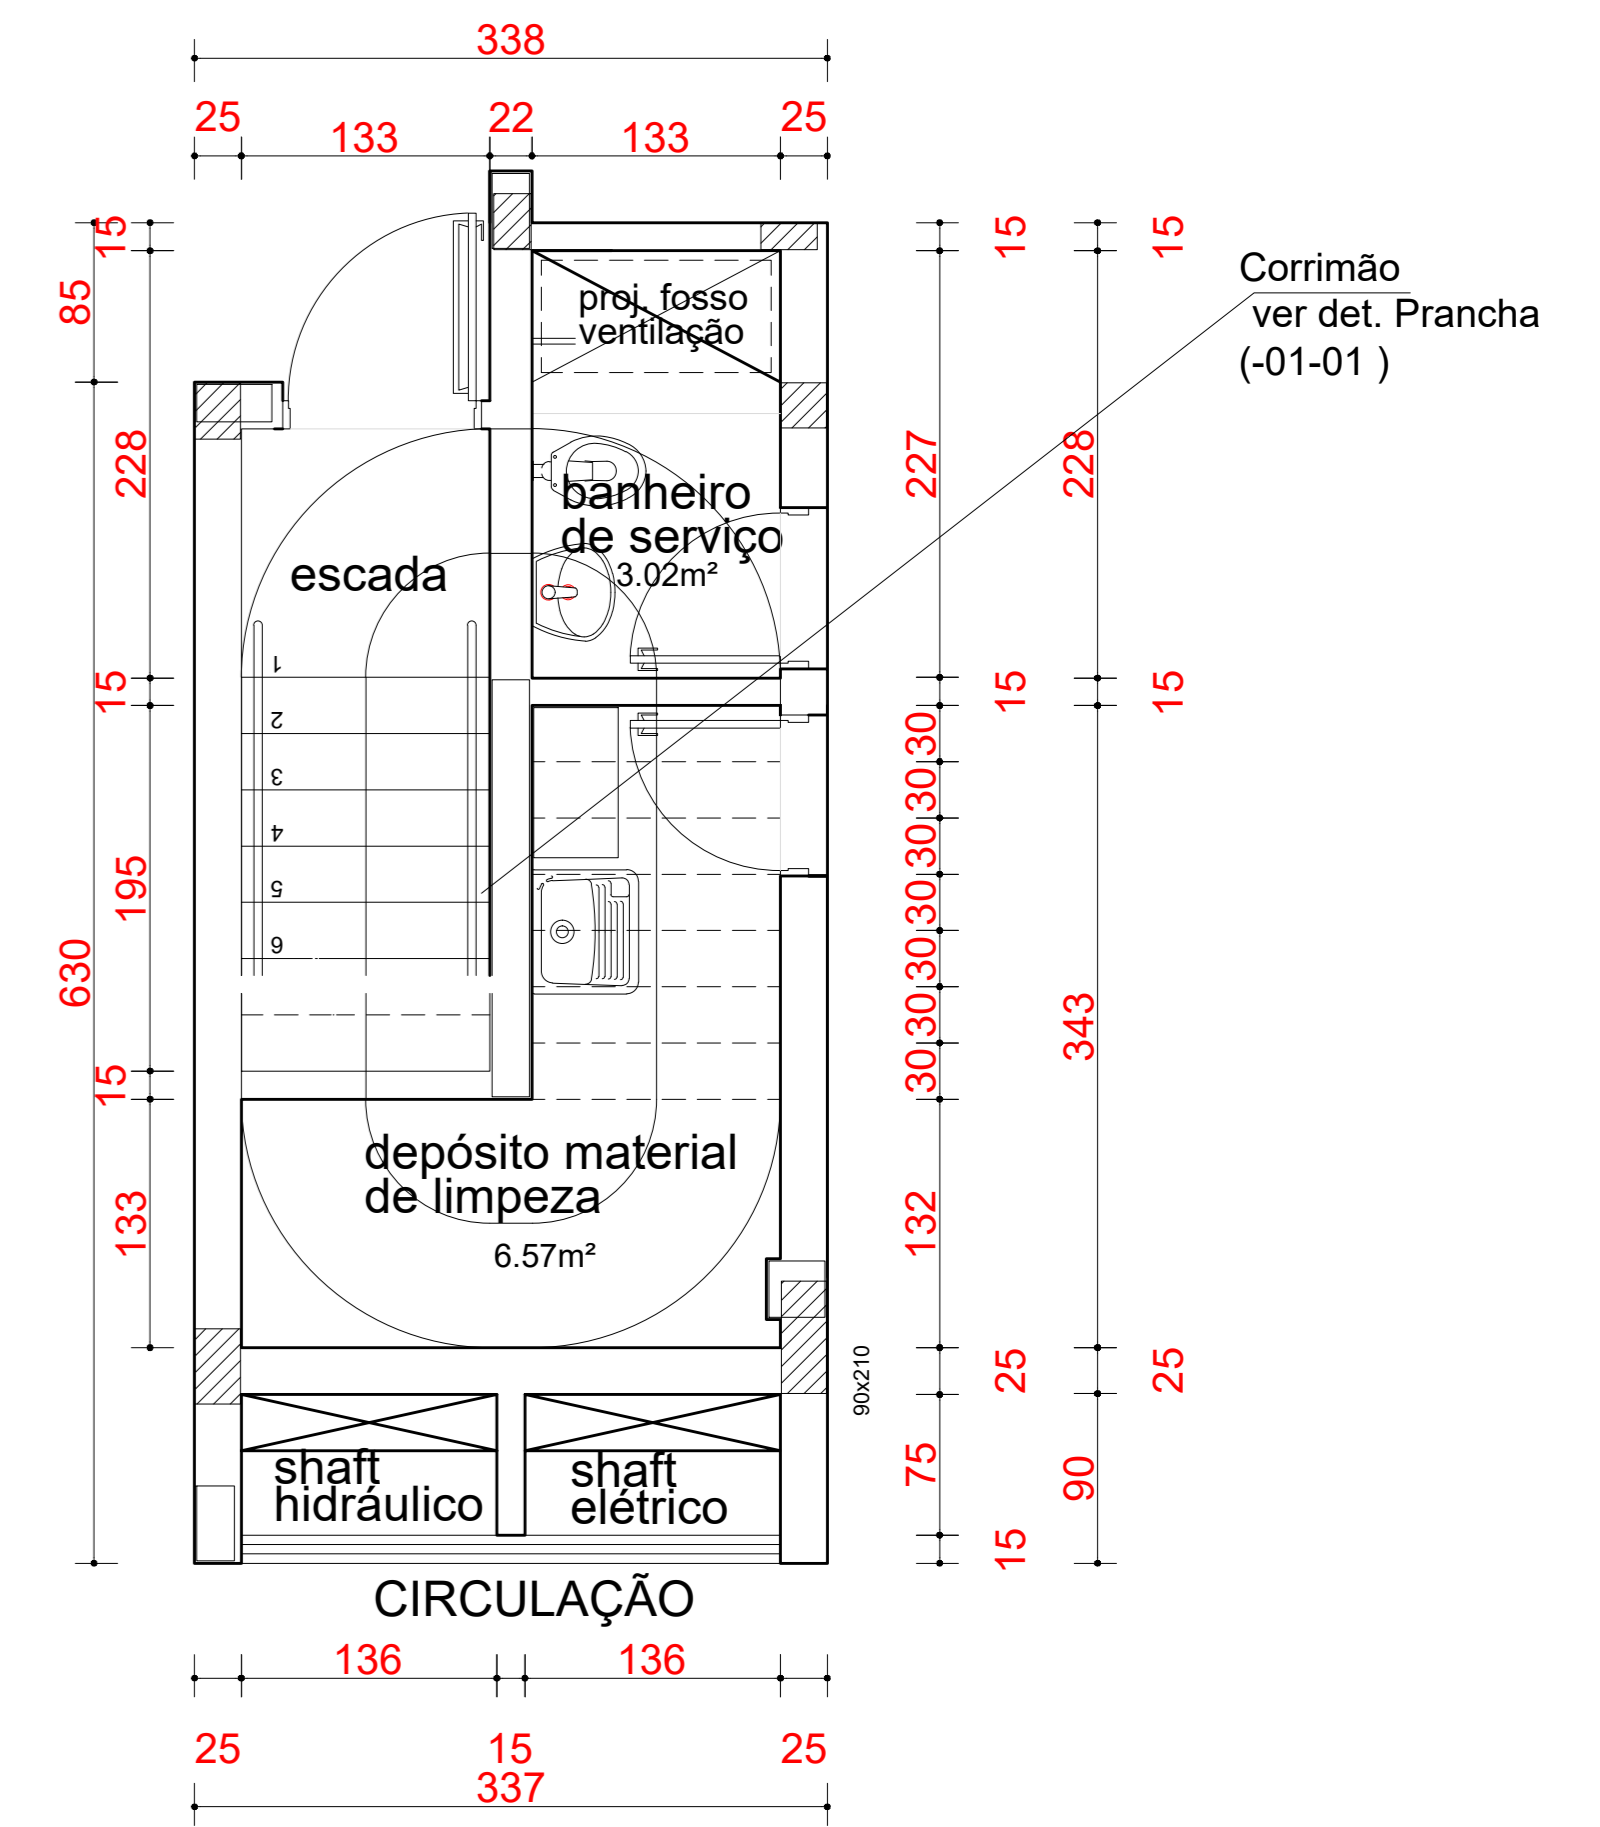 338
25
133
22
133
25
15
85
228
15
195
630
15
133
proj. fosso
ventilação
banheiro
de serviço
3.02m²
escada
1
2
3
4
5
6
depósito material
de limpeza
6.57m²
shaft
hidráulico
shaft
elétrico
CIRCULAÇÃO
90x210
15
15
227
228
15
15
30
30
30
30
30
30
30
343
132
25
25
75
90
15
Corrimão
ver det. Prancha
(-01-01 )
136
136
25
15
25
337